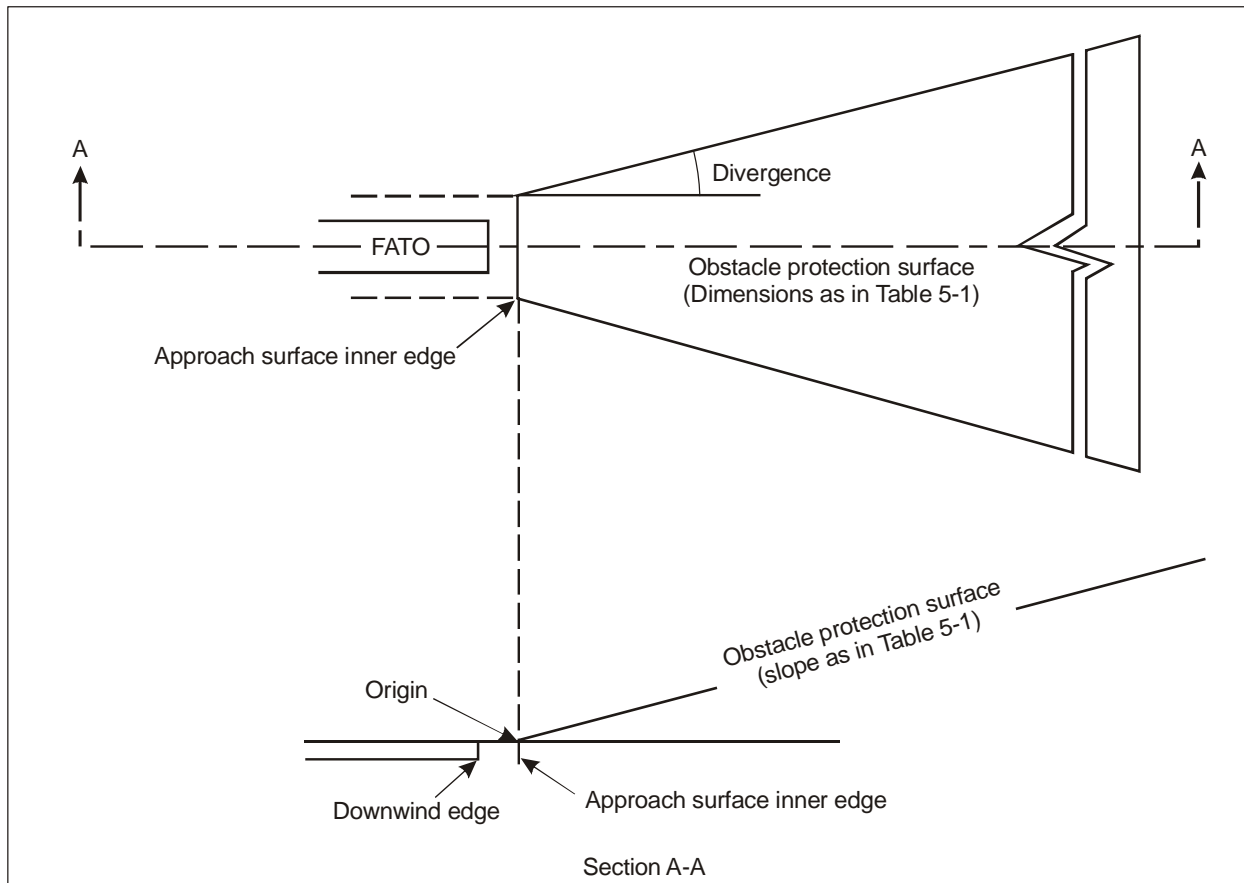 A
A
Divergence
FATO
Obstacle protection surface
(Dimensions as in Table 5-1)
Approach surface inner edge
Obstacle protection surface
(slope as in Table 5-1)
Origin
Downwind edge
Approach surface inner edge
Section A-A